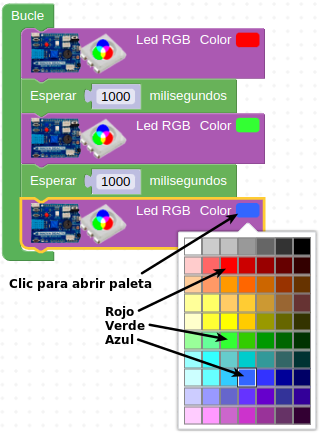 Bucle
Led RGB Color
Esperar 1000 milisegundos
Led RGB Color
Esperar 1000 milisegundos
Led RGB Color
Clic para abrir paleta
Rojo
Verde
Azul